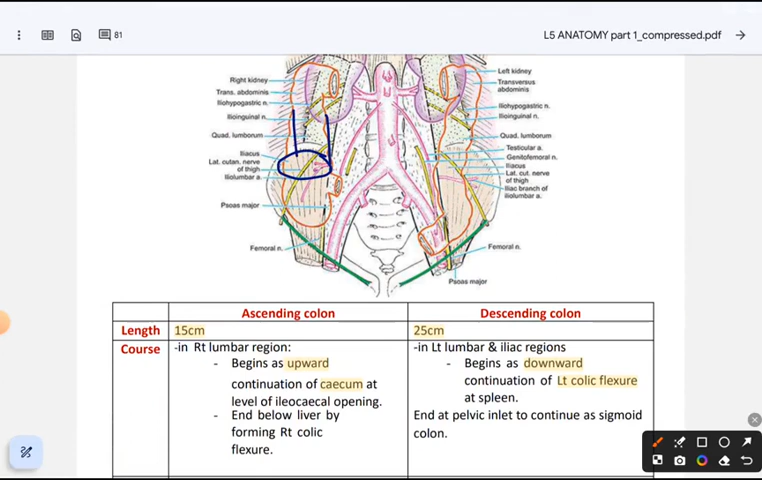 81
L5 ANATOMY part 1_compressed.pdf
Right kidney
Trans. abdominis
Iliohypogastric n.
Ilioinguinal n.
Quad. lumborum
Iliacus
Lat. cutan. nerve
of thigh
Iliolumbar a.
Psoas major
Femoral n.
Left kidney
Transversus
abdominis
Iliohypogastric n.
Ilioinguinal n.
Quad. lumborum
Testicular a.
Genitofemoral n.
Iliacus
Lat. cut. nerve
of thigh
Iliac branch of
iliolumbar a.
Femoral n.
Psoas major
Ascending colon
Descending colon
Length
15cm
25cm
Course
-in Rt lumbar region:
- Begins as upward
continuation of caecum at
level of ileocaecal opening.
- End below liver by
forming Rt colic
flexure.
-in Lt lumbar & iliac regions
- Begins as downward
continuation of Lt colic flexure
at spleen.
End at pelvic inlet to continue as sigmoid
colon.